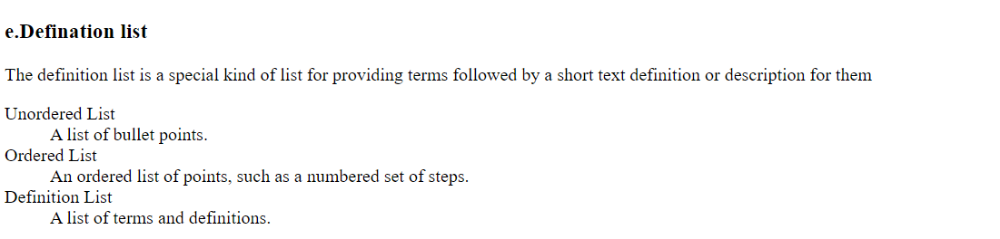 e.Defination list
The definition list is a special kind of list for providing terms followed by a short text definition or description for them
Unordered List
A list of bullet points.
Ordered List
An ordered list of points, such as a numbered set of steps.
Definition List
A list of terms and definitions.